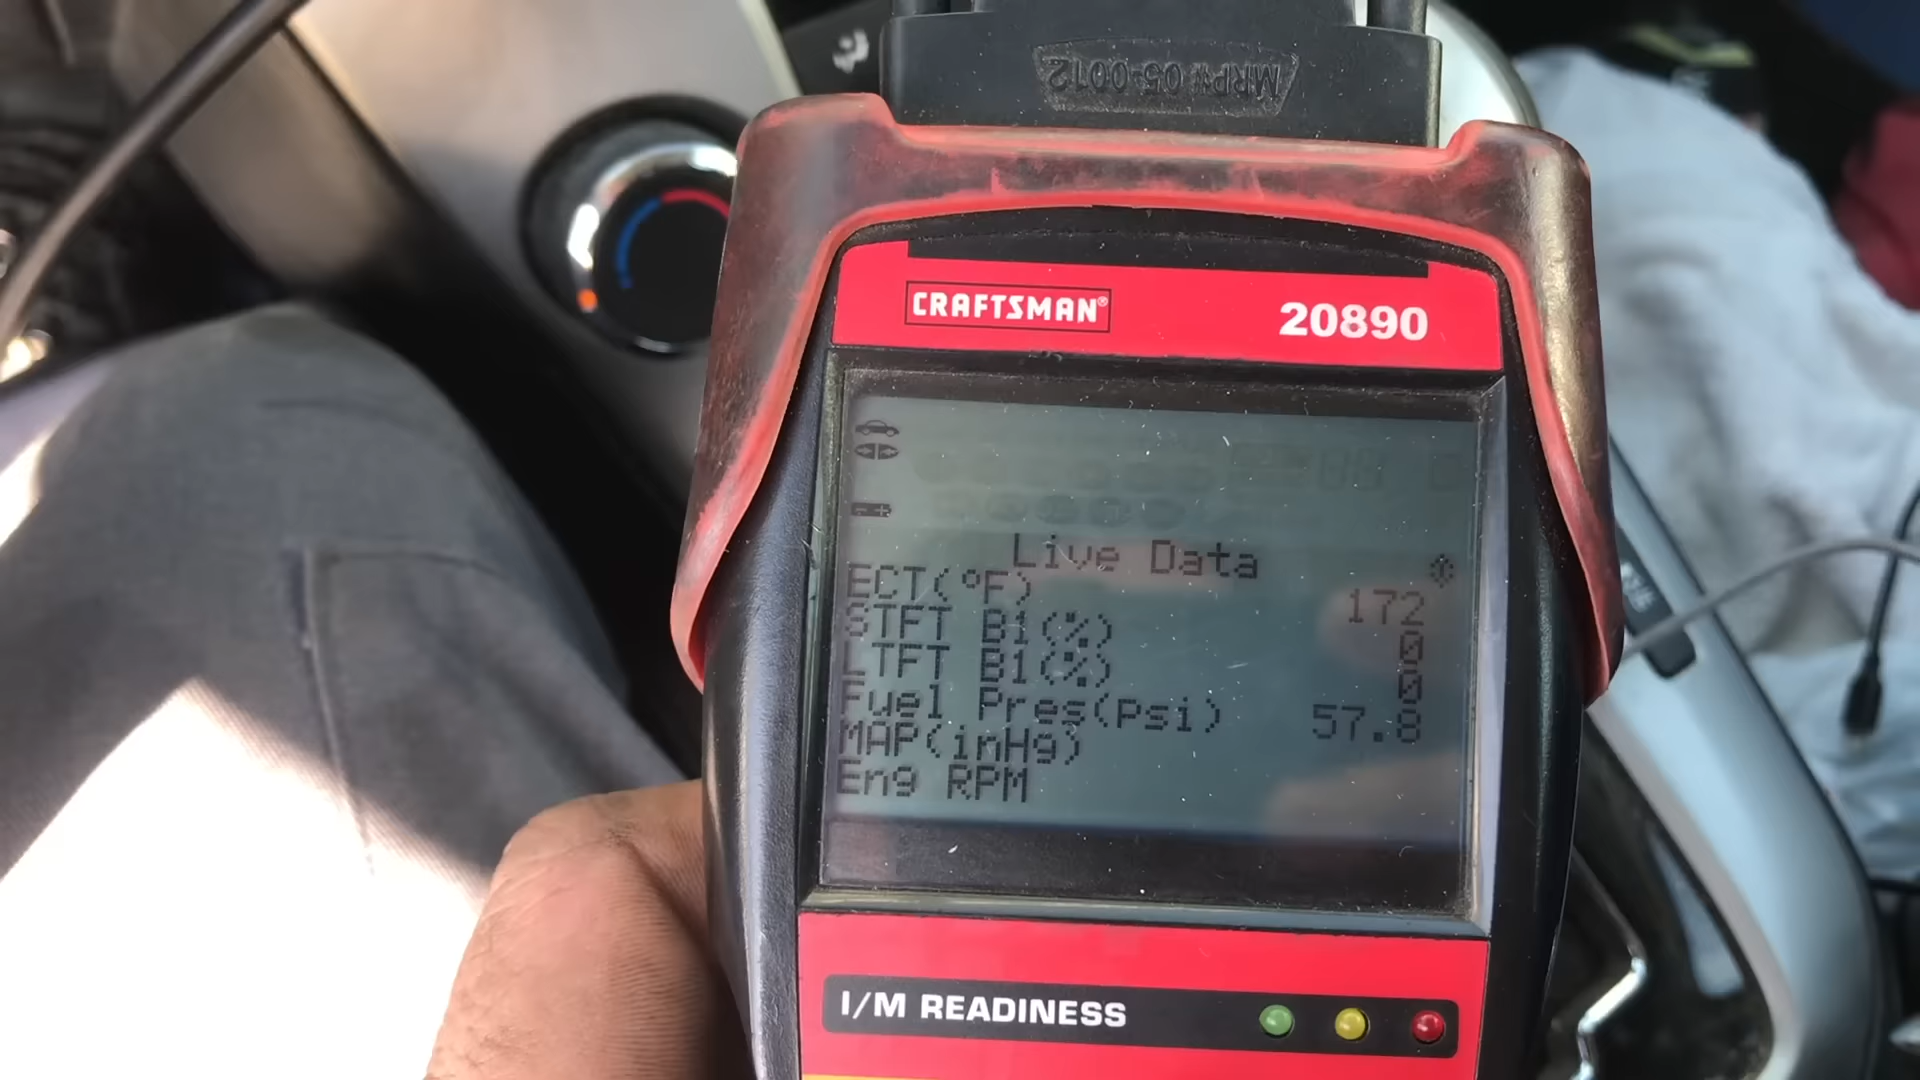 MRP# 05-0012
CRAFTSMAN® 20890
Live Data
ECT(°F) 172
STFT B1(%) 0
LTFT B1(%) 0
Fuel Pres(psi) 57.8
MAP(inHg)
Eng RPM
I/M READINESS